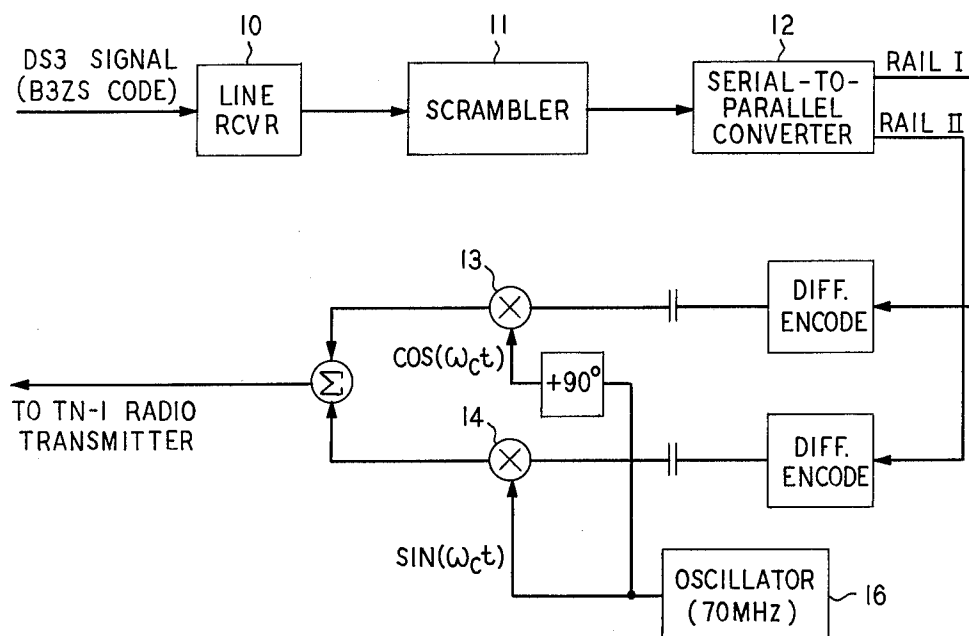 10
11
12
DS3 SIGNAL
(B3ZS CODE)
LINE
RCVR
SCRAMBLER
SERIAL-TO-
PARALLEL
CONVERTER
RAIL I
RAIL II
13
DIFF.
ENCODE
COS(ωct)
+90°
Σ
TO TN-1 RADIO
TRANSMITTER
14
DIFF.
ENCODE
SIN(ωct)
OSCILLATOR
(70MHz)
16